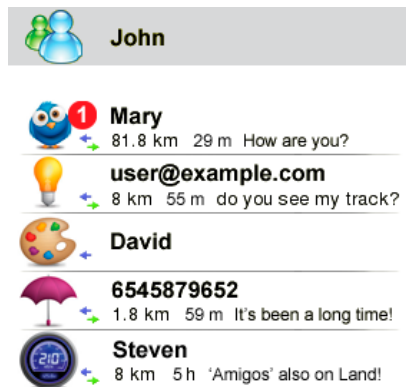 John
1
Mary
81.8 km 29 m How are you?
user@example.com
8 km 55 m do you see my track?
David
6545879652
1.8 km 59 m It's been a long time!
Steven
210
8 km 5 h 'Amigos' also on Land!